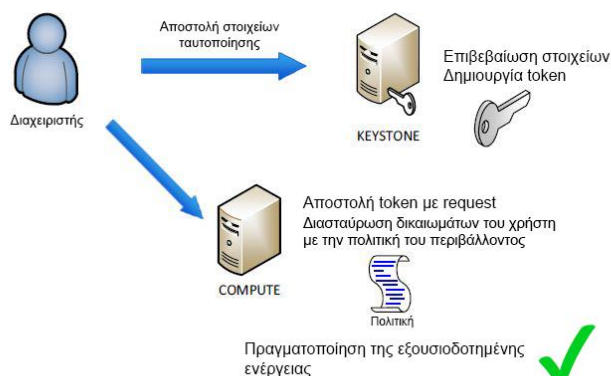 Αποστολή στοιχείων
ταυτοποίησης
Διαχειριστής
Επιβεβαίωση στοιχείων
Δημιουργία token
KEYSTONE
Αποστολή token με request
Διασταύρωση δικαιωμάτων του χρήστη
με την πολιτική του περιβάλλοντος
COMPUTE
Πολιτική
Πραγματοποίηση της εξουσιοδοτημένης
ενέργειας